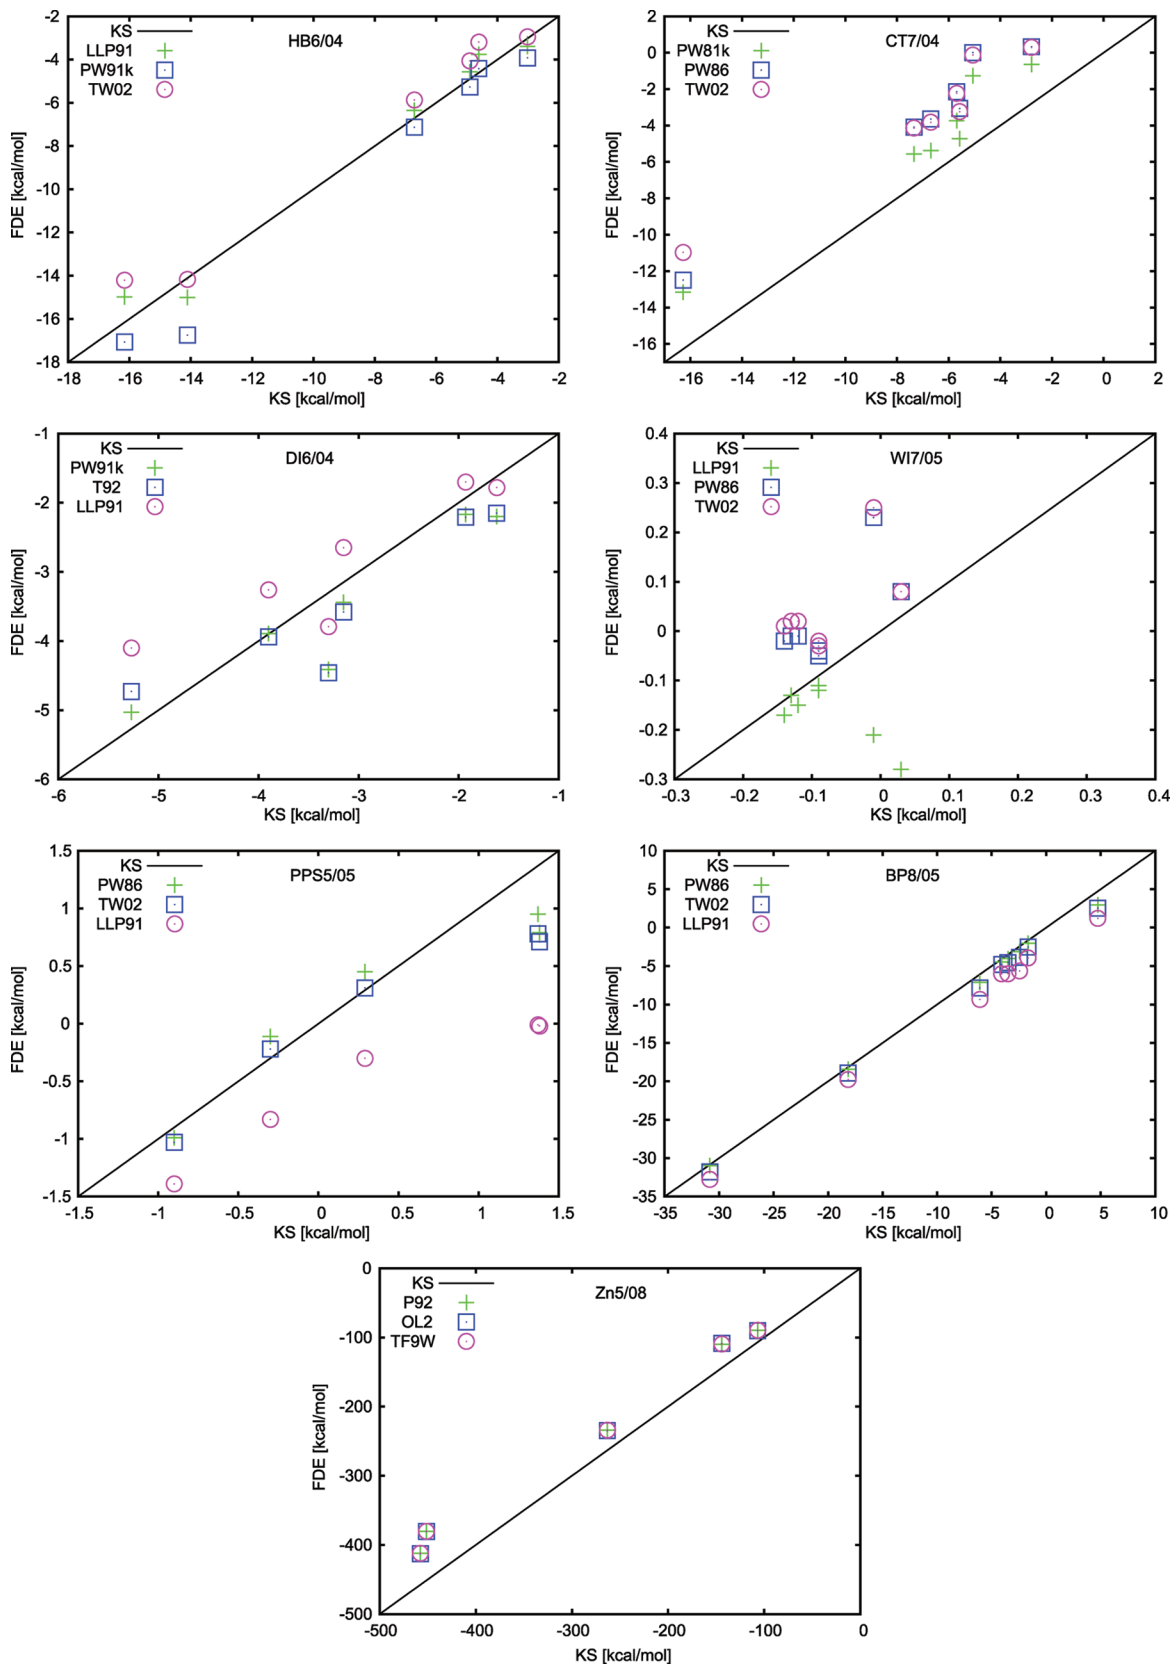 HB6/04
KS
LLP91
PW91k
TW02
-2
-4
-6
-8
-10
-12
-14
-16
-18
FDE [kcal/mol]
-18 -16 -14 -12 -10 -8 -6 -4 -2
KS [kcal/mol]
CT7/04
KS
PW81k
PW86
TW02
2
0
-2
-4
-6
-8
-10
-12
-14
-16
FDE [kcal/mol]
-16 -14 -12 -10 -8 -6 -4 -2 0 2
KS [kcal/mol]
DI6/04
KS
PW91k
T92
LLP91
-1
-2
-3
-4
-5
-6
FDE [kcal/mol]
-6 -5 -4 -3 -2 -1
KS [kcal/mol]
WI7/05
KS
LLP91
PW86
TW02
0.4
0.3
0.2
0.1
0
-0.1
-0.2
-0.3
FDE [kcal/mol]
-0.3 -0.2 -0.1 0 0.1 0.2 0.3 0.4
KS [kcal/mol]
PPS5/05
KS
PW86
TW02
LLP91
1.5
1
0.5
0
-0.5
-1
-1.5
FDE [kcal/mol]
-1.5 -1 -0.5 0 0.5 1 1.5
KS [kcal/mol]
BP8/05
KS
PW86
TW02
LLP91
10
5
0
-5
-10
-15
-20
-25
-30
-35
FDE [kcal/mol]
-35 -30 -25 -20 -15 -10 -5 0 5 10
KS [kcal/mol]
Zn5/08
KS
P92
OL2
TF9W
0
-100
-200
-300
-400
-500
FDE [kcal/mol]
-500 -400 -300 -200 -100 0
KS [kcal/mol]